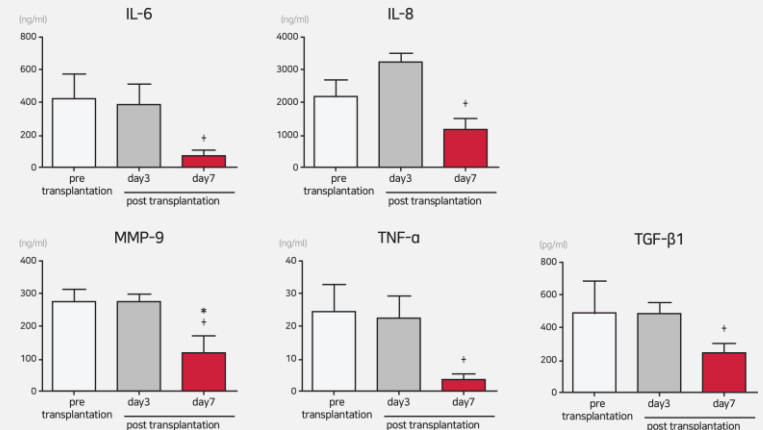 IL-6
(ng/ml)
800
600
400
200
0
pre
transplantation
day3
day7
post transplantation
IL-8
(ng/ml)
4000
3000
2000
1000
0
pre
transplantation
day3
day7
post transplantation
MMP-9
(ng/ml)
400
300
200
100
0
*
pre
transplantation
day3
day7
post transplantation
TNF-α
(ng/ml)
40
30
20
10
0
pre
transplantation
day3
day7
post transplantation
TGF-β1
(pg/ml)
800
600
400
200
0
pre
transplantation
day3
day7
post transplantation